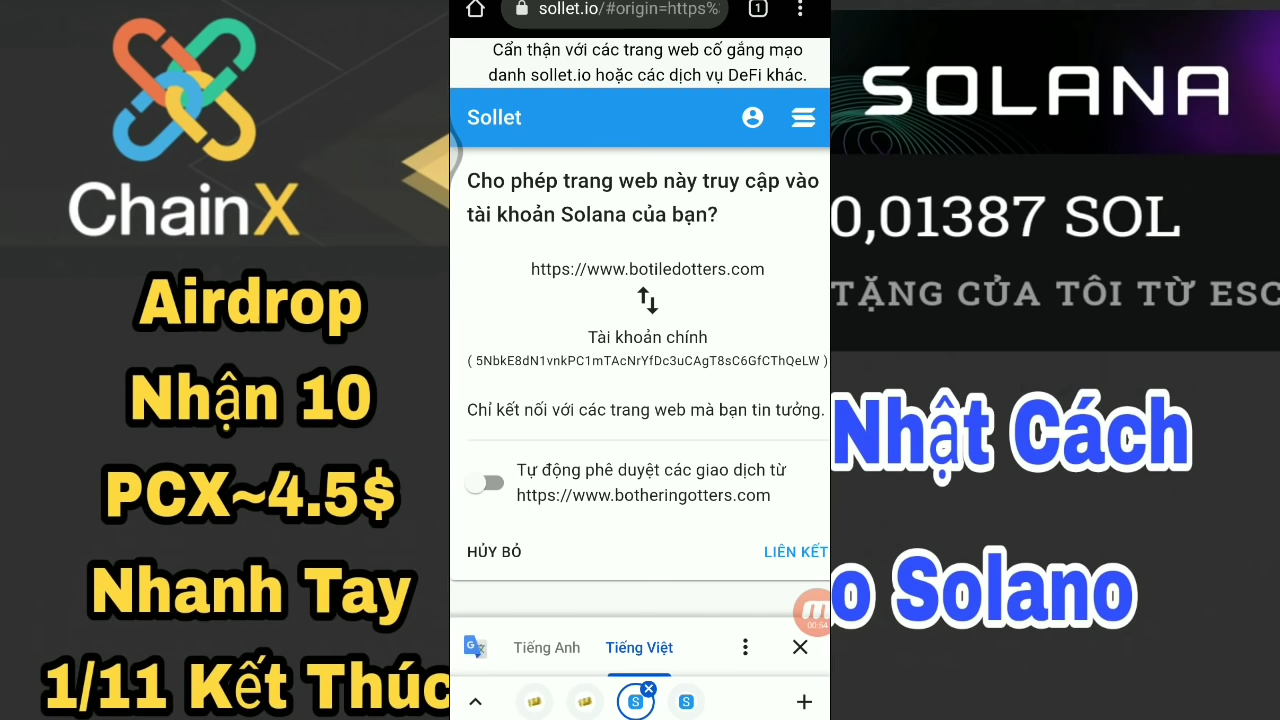 ChainX
Airdrop
Nhận 10
PCX~4.5$
Nhanh Tay
1/11 Kết Thúc
sollet.io/#origin=https%
1
Cẩn thận với các trang web cố gắng mạo
danh sollet.io hoặc các dịch vụ DeFi khác.
Sollet
Cho phép trang web này truy cập vào
tài khoản Solana của bạn?
https://www.botiledotters.com
Tài khoản chính
( 5NbkE8dN1vnkPC1mTAcNrYfDc3uCAgT8sC6GfCThQeLW )
Chỉ kết nối với các trang web mà bạn tin tưởng.
Tự động phê duyệt các giao dịch từ
https://www.botheringotters.com
HỦY BỎ
LIÊN KẾT
00:54
Tiếng Anh
Tiếng Việt
S
S
SOLANA
0,01387 SOL
TẶNG CỦA TÔI TỪ ESC
Nhật Cách
o Solano